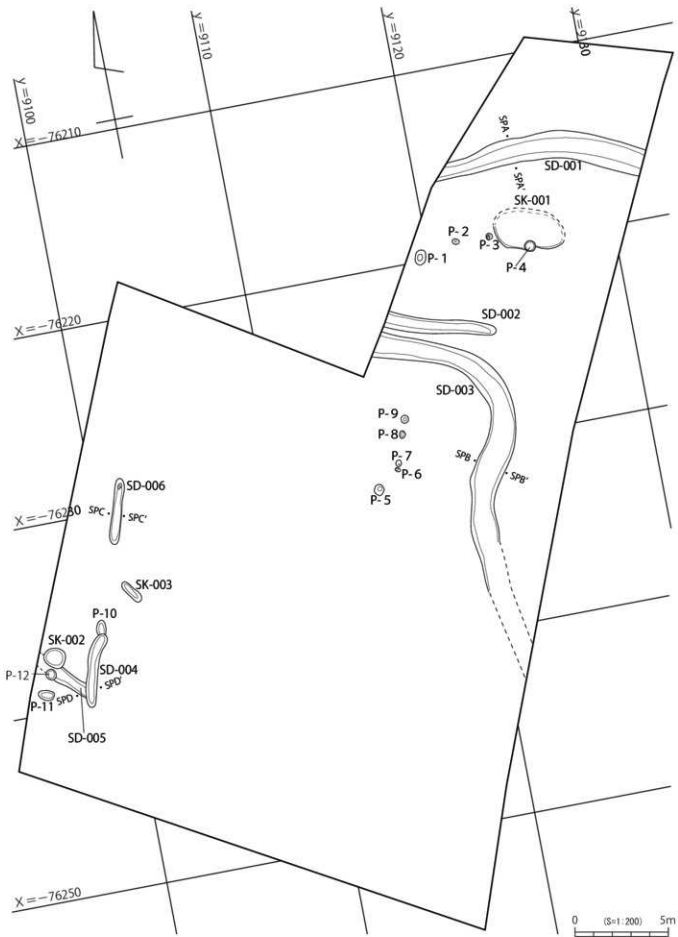 Y=9100
Y=9110
Y=9120
Y=9130
X=-76210
SPA
SD-001
SPA'
SK-001
P-2
P-3
P-1
P-4
X=-76220
SD-002
SD-003
P-9
P-8
P-7
P-6
P-5
SPB
SPB'
SD-006
SPC
SPC'
X=-76230
SK-003
P-10
SK-002
P-12
SD-004
SPD'
SPD
P-11
SD-005
X=-76250
0 (S=1:200) 5m